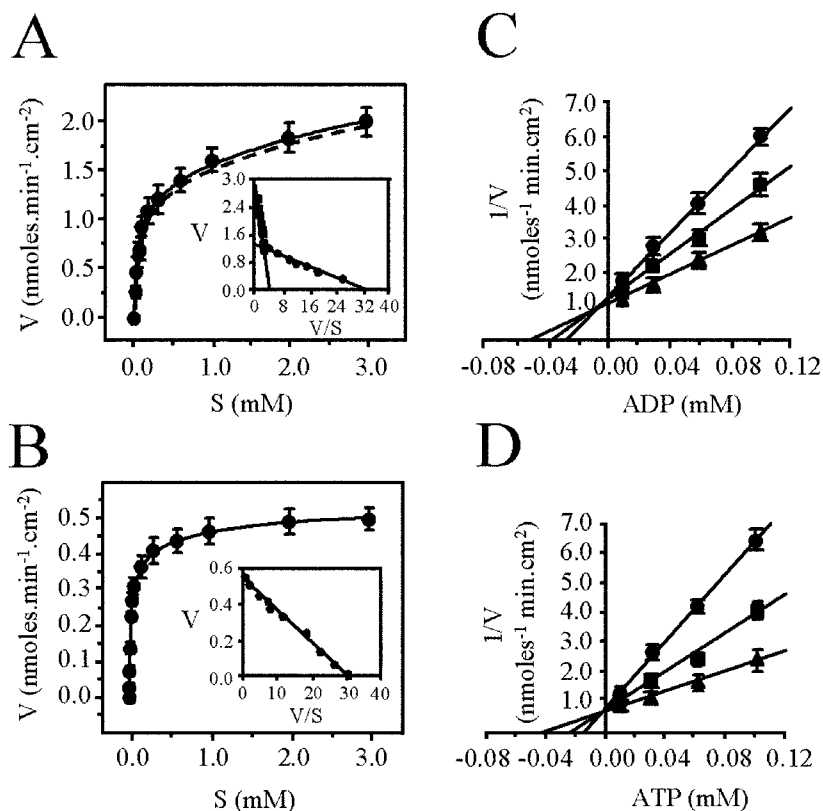 A
V (nmoles.min⁻¹.cm⁻²)
2.0
1.5
1.0
0.5
0.0
0.0 1.0 2.0 3.0
S (mM)
V
3.0
2.4
1.6
0.8
0.0
0 8 16 24 32 40
V/S
B
V (nmoles.min⁻¹.cm⁻²)
0.5
0.4
0.3
0.2
0.1
0.0
0.0 1.0 2.0 3.0
S (mM)
V
0.6
0.4
0.2
0.0
0 10 20 30 40
V/S
C
1/V
(nmoles⁻¹ min.cm²)
7.0
6.0
5.0
4.0
3.0
2.0
1.0
-0.08 -0.04 0.00 0.04 0.08 0.12
ADP (mM)
D
1/V
(nmoles⁻¹ min.cm²)
7.0
6.0
5.0
4.0
3.0
2.0
1.0
-0.08 -0.04 0.00 0.04 0.08 0.12
ATP (mM)